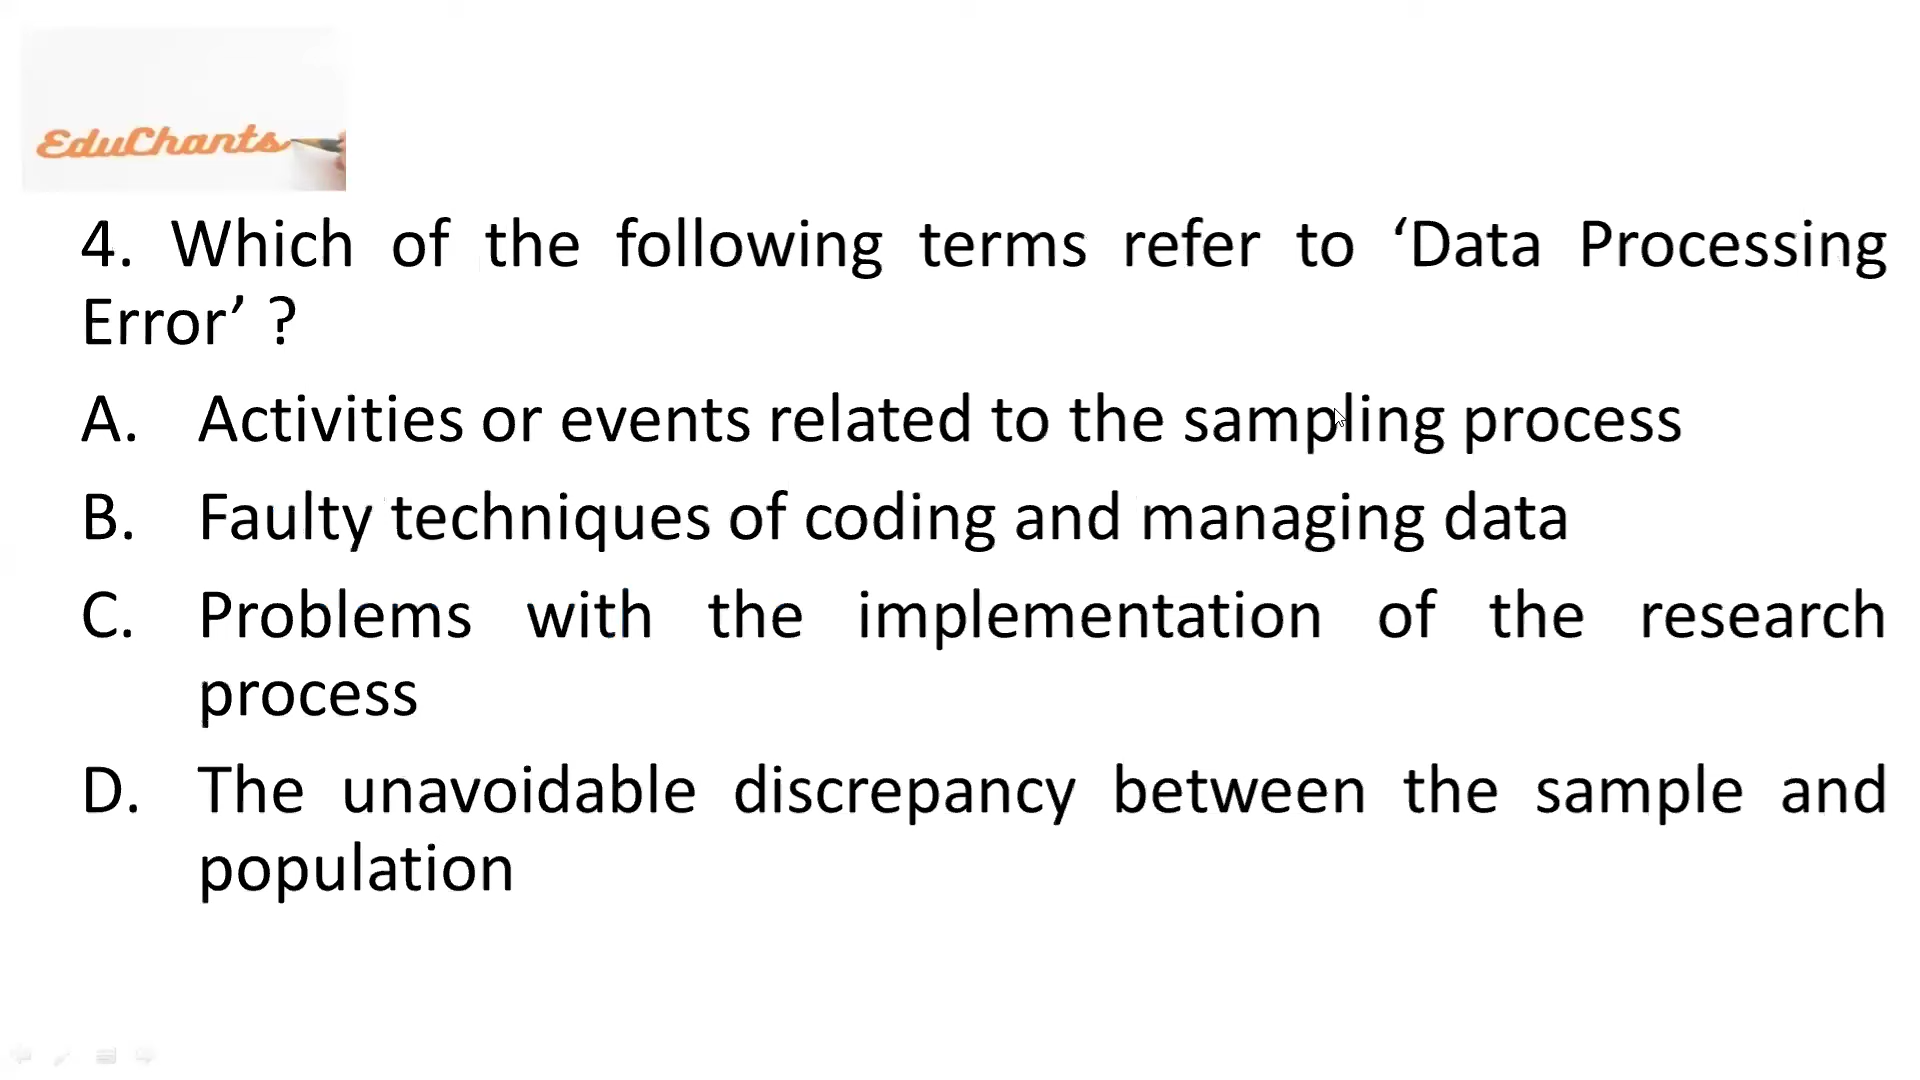 EduChants
4. Which of the following terms refer to ‘Data Processing
Error’ ?
A. Activities or events related to the sampling process
B. Faulty techniques of coding and managing data
C. Problems with the implementation of the research
process
D. The unavoidable discrepancy between the sample and
population